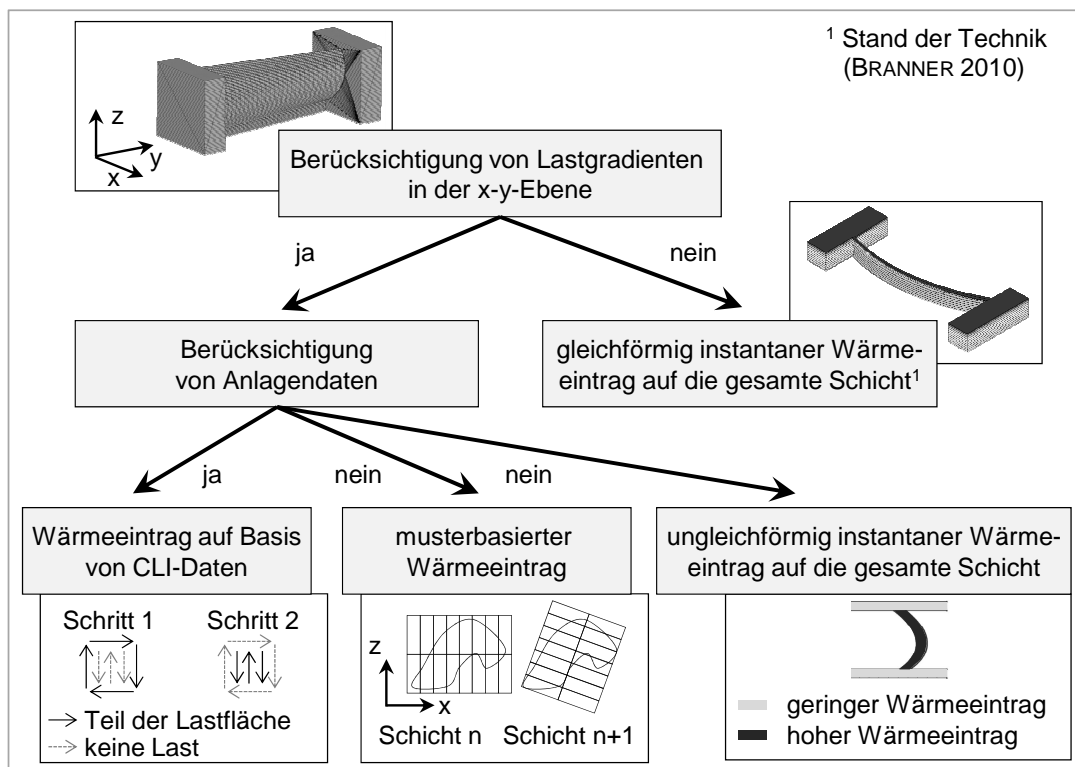 ¹ Stand der Technik
(BRANNER 2010)
z
y
x
Berücksichtigung von Lastgradienten
in der x-y-Ebene
ja
nein
Berücksichtigung
von Anlagendaten
gleichförmig instantaner Wärme-
eintrag auf die gesamte Schicht¹
ja
nein
nein
Wärmeeintrag auf Basis
von CLI-Daten
musterbasierter
Wärmeeintrag
ungleichförmig instantaner Wärme-
eintrag auf die gesamte Schicht
Schritt 1
Schritt 2
Teil der Lastfläche
keine Last
z
x
Schicht n
Schicht n+1
geringer Wärmeeintrag
hoher Wärmeeintrag